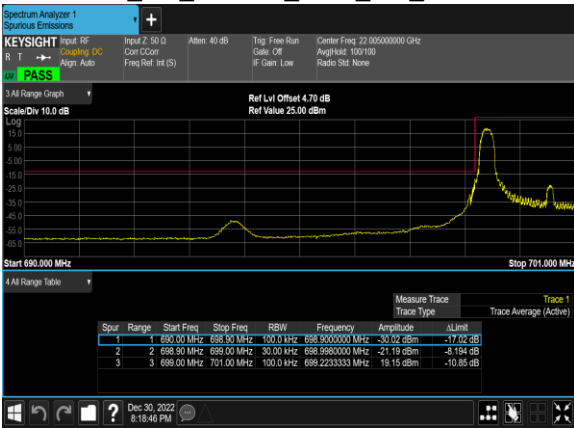 Spectrum Analyzer 1
Spurious Emissions
+
KEYSIGHT Input: RF
Coupling: DC
Align: Auto
R T
Input Z: 50 Ω
Corr CCorr
Freq Ref: Int (S)
Atten: 40 dB
Trig: Free Run
Gate: Off
IF Gain: Low
Center Freq: 22.005000000 GHz
Avg|Hold: 100/100
Radio Std: None
PASS
3 All Range Graph
Scale/Div 10.0 dB
Ref Lvl Offset 4.70 dB
Ref Value 25.00 dBm
Log
15.0
5.00
-5.00
-15.0
-25.0
-35.0
-45.0
-55.0
-65.0
Start 690.000 MHz
Stop 701.000 MHz
4 All Range Table
Measure Trace Trace 1
Trace Type Trace Average (Active)
Spur Range Start Freq Stop Freq RBW Frequency Amplitude ΔLimit
1 1 690.00 MHz 698.90 MHz 100.0 kHz 698.9000000 MHz -30.02 dBm -17.02 dB
2 2 698.90 MHz 699.00 MHz 30.00 kHz 698.9980000 MHz -21.19 dBm -8.194 dB
3 3 699.00 MHz 701.00 MHz 100.0 kHz 699.2233333 MHz 19.15 dBm -10.85 dB
?
Dec 30, 2022
8:18:46 PM